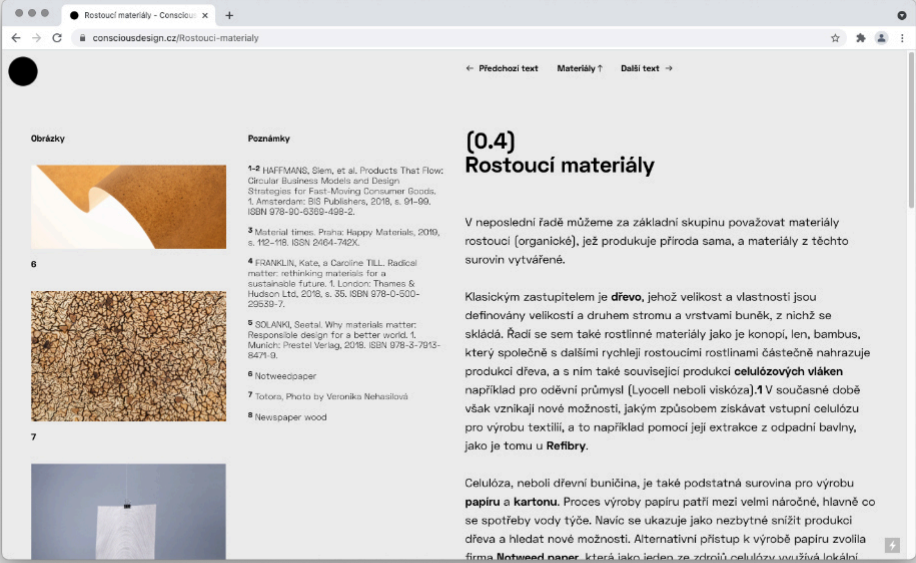 Rostoucí materiály - Conscious
consciousdesign.cz/Rostouci-materialy
← Předchozí text Materiály ↑ Další text →
Obrázky
6
7
Poznámky
1–2 HAFFMANS, Siem, et al. Products That Flow:
Circular Business Models and Design
Strategies for Fast-Moving Consumer Goods.
1. Amsterdam: BIS Publishers, 2018, s. 91–99.
ISBN 978-90-6369-498-2.
3 Material times. Praha: Happy Materials, 2019,
s. 112–118. ISSN 2464-742X.
4 FRANKLIN, Kate, a Caroline TILL. Radical
matter: rethinking materials for a
sustainable future. 1. London: Thames &
Hudson Ltd, 2018, s. 35. ISBN 978-0-500-
29539-7.
5 SOLANKI, Seetal. Why materials matter:
Responsible design for a better world. 1.
Munich: Prestel Verlag, 2018. ISBN 978-3-7913-
8471-9.
6 Notweedpaper
7 Totora, Photo by Veronika Nehasilová
8 Newspaper wood
(0.4)
Rostoucí materiály
V neposlední řadě můžeme za základní skupinu považovat materiály
rostoucí (organické), jež produkuje příroda sama, a materiály z těchto
surovin vytvářené.
Klasickým zastupitelem je dřevo, jehož velikost a vlastnosti jsou
definovány velikostí a druhem stromu a vrstvami buněk, z nichž se
skládá. Řadí se sem také rostlinné materiály jako je konopí, len, bambus,
který společně s dalšími rychleji rostoucími rostlinami částečně nahrazuje
produkci dřeva, a s ním také související produkci celulózových vláken
například pro oděvní průmysl (Lyocell neboli viskóza).1 V současné době
však vznikají nové možnosti, jakým způsobem získávat vstupní celulózu
pro výrobu textilií, a to například pomocí její extrakce z odpadní bavlny,
jako je tomu u Refibry.
Celulóza, neboli dřevní buničina, je také podstatná surovina pro výrobu
papíru a kartonu. Proces výroby papíru patří mezi velmi náročné, hlavně co
se spotřeby vody týče. Navíc se ukazuje jako nezbytné snížit produkci
dřeva a hledat nové možnosti. Alternativní přístup k výrobě papíru zvolila
firma Notweed paper, která jako jeden ze zdrojů celulózy využívá lokální